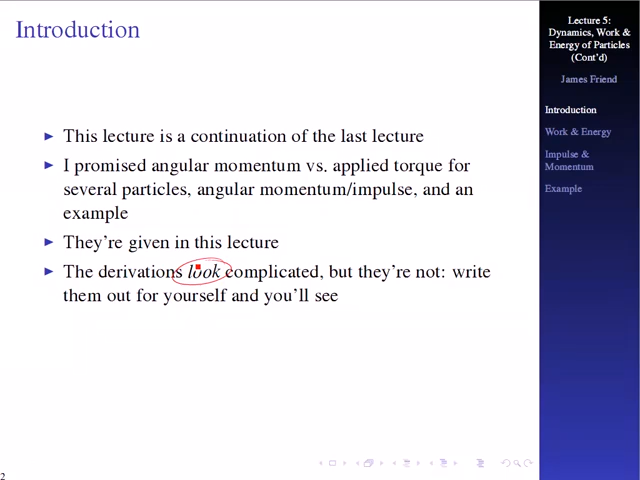 Introduction
This lecture is a continuation of the last lecture
I promised angular momentum vs. applied torque for
several particles, angular momentum/impulse, and an
example
They're given in this lecture
The derivations look complicated, but they're not: write
them out for yourself and you'll see
2
Lecture 5:
Dynamics, Work &
Energy of Particles
(Cont'd)
James Friend
Introduction
Work & Energy
Impulse &
Momentum
Example